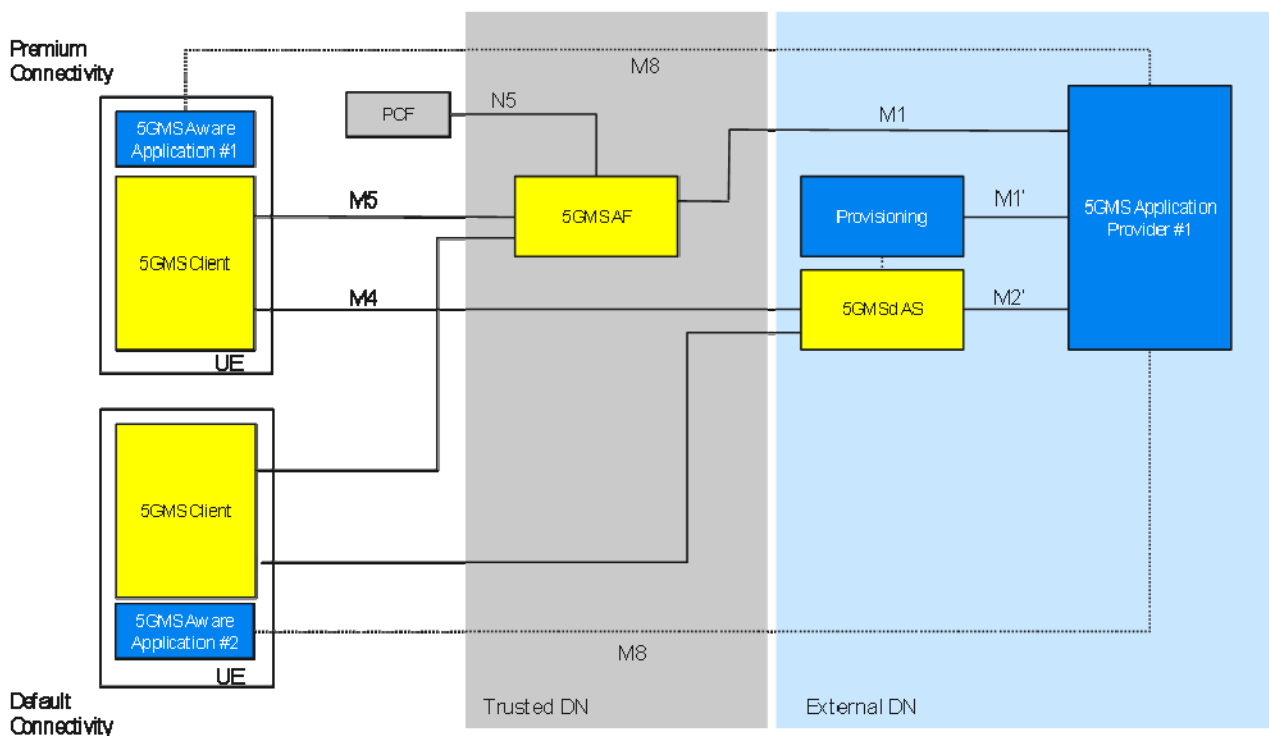 Premium
Connectivity
M8
5GMS Aware
Application #1
PCF
N5
M1
M5
5GMS AF
Provisioning
M1'
5GMS Application
Provider #1
5GMS Client
M4
5GMSd AS
M2'
UE
5GMS Client
5GMS Aware
Application #2
M8
UE
Default
Connectivity
Trusted DN
External DN